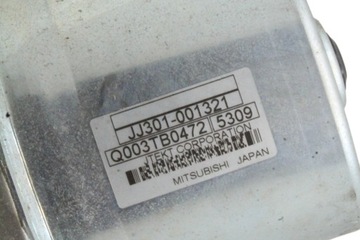 JJ301-001321
Q003TB0472 5309
JTEKT CORPORATION
MITSUBISHI JAPAN